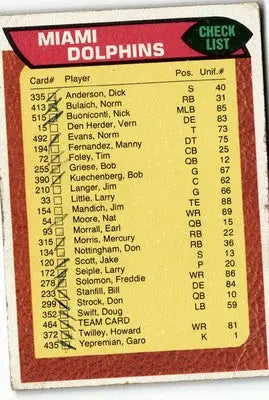 MIAMI DOLPHINS
CHECK LIST
Card# Player Pos. Unif.#
335 Anderson, Dick S 40
413 Bulaich, Norm RB 31
515 Buoniconti, Nick MLB 85
15 Den Herder, Vern DE 83
492 Evans, Norm T 73
194 Fernandez, Manny DT 75
72 Foley, Tim CB 25
255 Griese, Bob QB 12
390 Kuechenberg, Bob G 67
210 Langer, Jim C 62
33 Little, Larry G 66
154 Mandich, Jim TE 88
54 Moore, Nat WR 89
93 Morrall, Earl QB 15
315 Morris, Mercury RB 22
134 Nottingham, Don RB 36
120 Scott, Jake S 13
172 Seiple, Larry P 20
278 Solomon, Freddie WR 86
233 Stanfill, Bill DE 84
299 Strock, Don QB 10
352 Swift, Doug LB 59
464 TEAM CARD
372 Twilley, Howard WR 81
435 Yepremian, Garo K 1